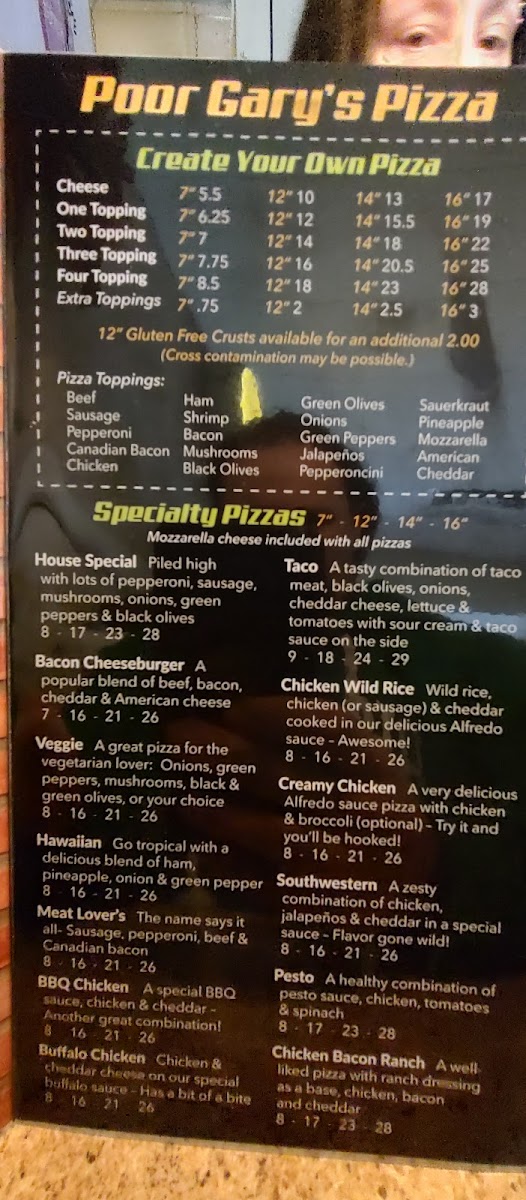 Poor Gary's Pizza
Create Your Own Pizza
Cheese 7" 5.5 12" 10 14" 13 16" 17
One Topping 7" 6.25 12" 12 14" 15.5 16" 19
Two Topping 7" 7 12" 14 14" 18 16" 22
Three Topping 7" 7.75 12" 16 14" 20.5 16" 25
Four Topping 7" 8.5 12" 18 14" 23 16" 28
Extra Toppings 7" .75 12" 2 14" 2.5 16" 3
12" Gluten Free Crusts available for an additional 2.00
(Cross contamination may be possible.)
Pizza Toppings:
Beef Ham Green Olives Sauerkraut
Sausage Shrimp Onions Pineapple
Pepperoni Bacon Green Peppers Mozzarella
Canadian Bacon Mushrooms Jalapeños American
Chicken Black Olives Pepperoncini Cheddar
Specialty Pizzas 7" - 12" - 14" - 16"
Mozzarella cheese included with all pizzas
House Special Piled high
with lots of pepperoni, sausage,
mushrooms, onions, green
peppers & black olives
8 - 17 - 23 - 28
Bacon Cheeseburger A
popular blend of beef, bacon,
cheddar & American cheese
7 - 16 - 21 - 26
Veggie A great pizza for the
vegetarian lover: Onions, green
peppers, mushrooms, black &
green olives, or your choice
8 - 16 - 21 - 26
Hawaiian Go tropical with a
delicious blend of ham,
pineapple, onion & green pepper
8 - 16 - 21 - 26
Meat Lover's The name says it
all- Sausage, pepperoni, beef &
Canadian bacon
8 - 16 - 21 - 26
BBQ Chicken A special BBQ
sauce, chicken & cheddar -
Another great combination!
8 16 - 21 - 26
Buffalo Chicken Chicken &
cheddar cheese on our special
buffalo sauce - Has a bit of a bite
8 - 16 - 21 - 26
Taco A tasty combination of taco
meat, black olives, onions,
cheddar cheese, lettuce &
tomatoes with sour cream & taco
sauce on the side
9 - 18 - 24 - 29
Chicken Wild Rice Wild rice,
chicken (or sausage) & cheddar
cooked in our delicious Alfredo
sauce - Awesome!
8 - 16 - 21 - 26
Creamy Chicken A very delicious
Alfredo sauce pizza with chicken
& broccoli (optional) - Try it and
you'll be hooked!
8 - 16 - 21 - 26
Southwestern A zesty
combination of chicken,
jalapeños & cheddar in a special
sauce - Flavor gone wild!
8 - 16 - 21 - 26
Pesto A healthy combination of
pesto sauce, chicken, tomatoes
& spinach
8 - 17 - 23 - 28
Chicken Bacon Ranch A well-
liked pizza with ranch dressing
as a base, chicken, bacon
and cheddar
8 - 17 - 23 - 28